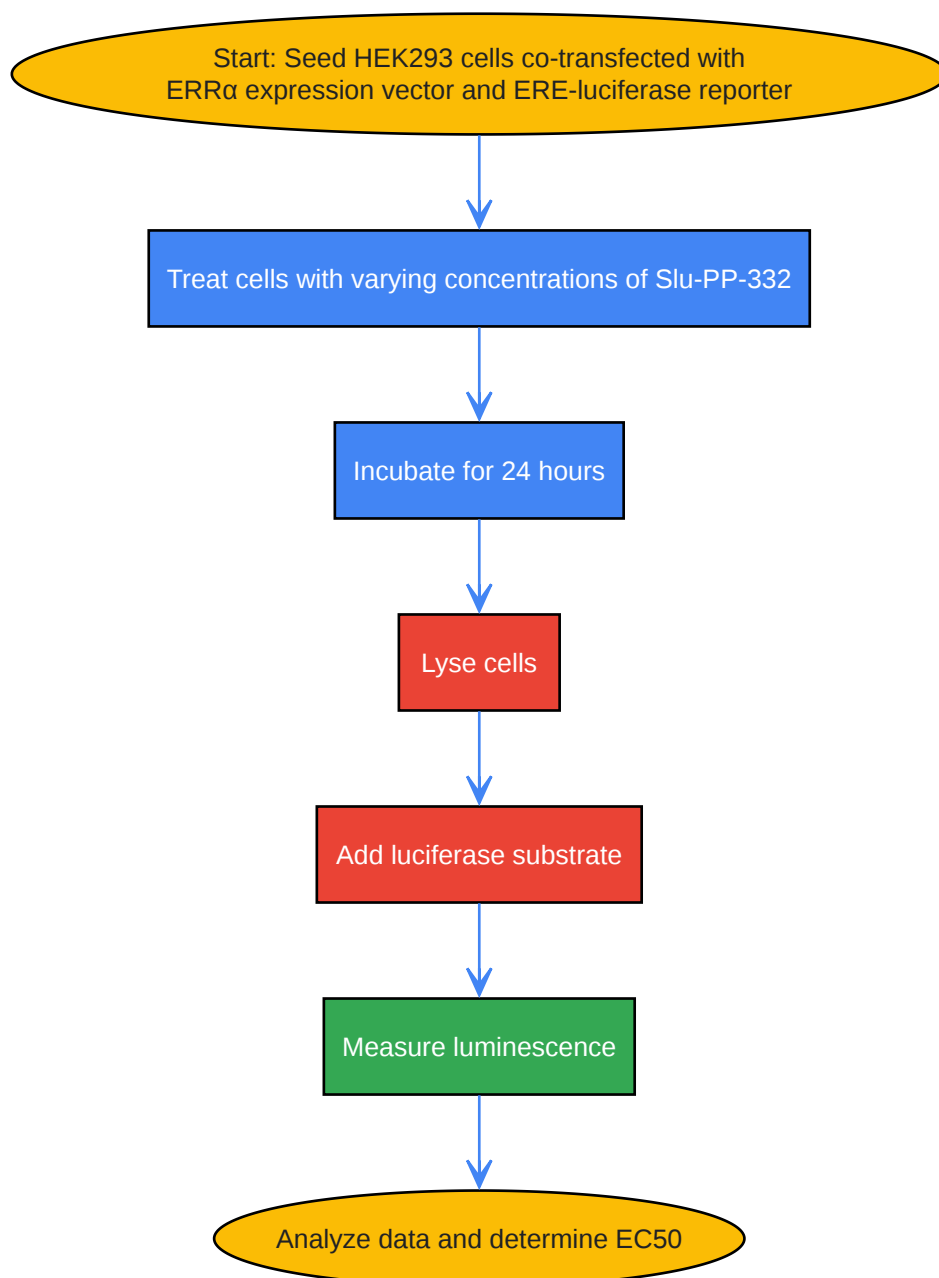 Start: Seed HEK293 cells co-transfected with
ERRα expression vector and ERE-luciferase reporter
Treat cells with varying concentrations of Slu-PP-332
Incubate for 24 hours
Lyse cells
Add luciferase substrate
Measure luminescence
Analyze data and determine EC50